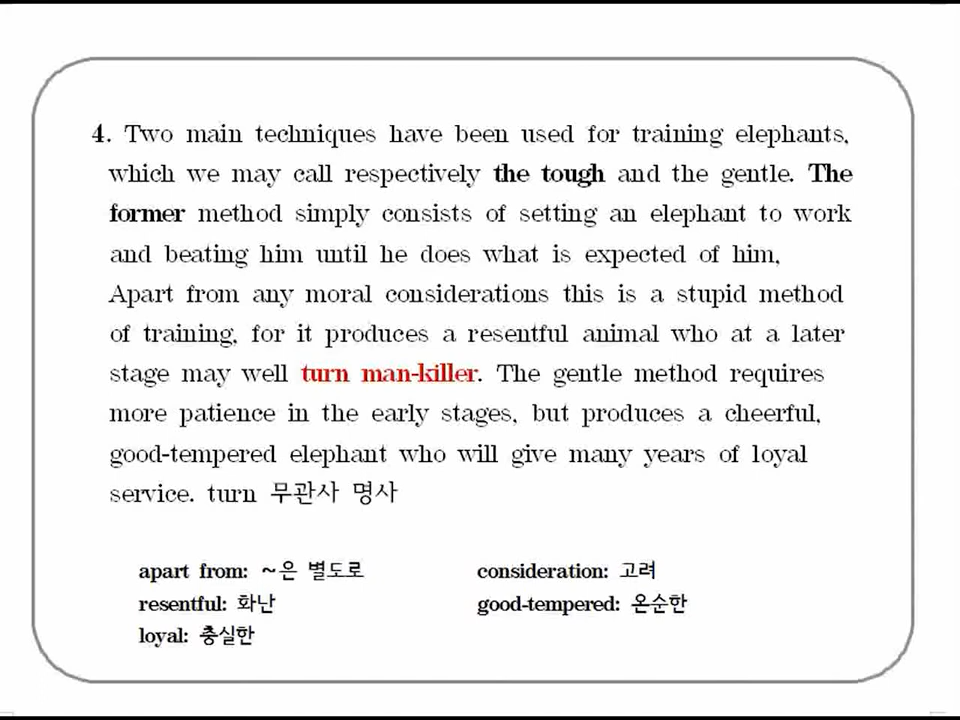 4. Two main techniques have been used for training elephants,
which we may call respectively the tough and the gentle. The
former method simply consists of setting an elephant to work
and beating him until he does what is expected of him,
Apart from any moral considerations this is a stupid method
of training, for it produces a resentful animal who at a later
stage may well turn man-killer. The gentle method requires
more patience in the early stages, but produces a cheerful,
good-tempered elephant who will give many years of loyal
service. turn 무관사 명사
apart from: ~은 별도로
consideration: 고려
resentful: 화난
good-tempered: 온순한
loyal: 충실한